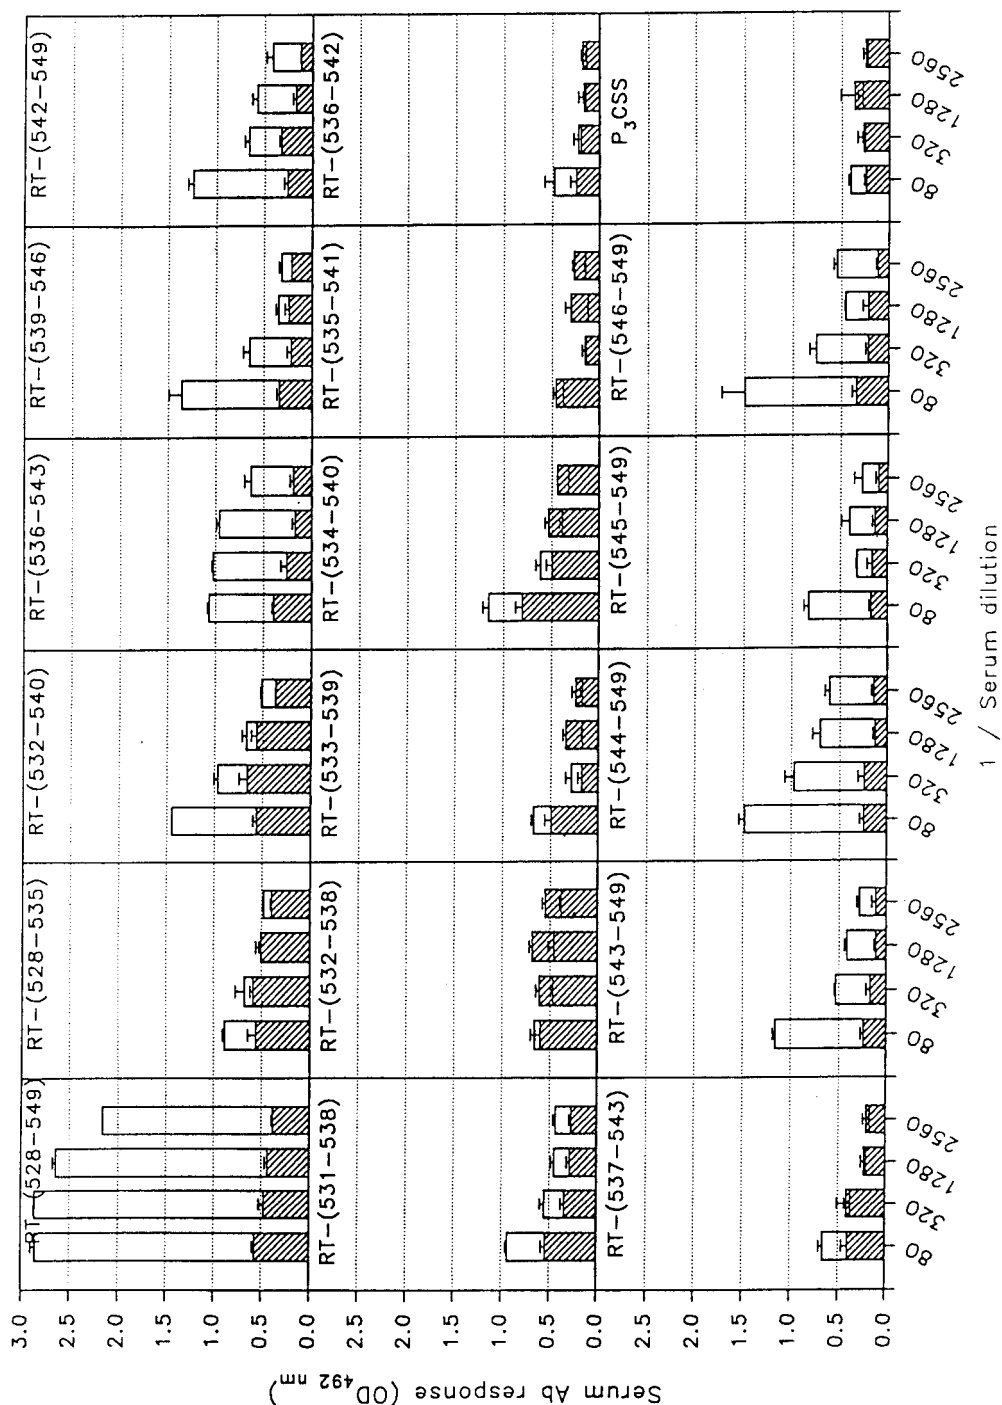 Serum Ab response (OD492 nm)
3.0
2.5
2.0
1.5
1.0
0.5
0.0
RT-(528-549)
RT-(528-535)
RT-(532-540)
RT-(536-543)
RT-(539-546)
RT-(542-549)
2.5
2.0
1.5
1.0
0.5
0.0
RT-(531-538)
RT-(532-538)
RT-(533-539)
RT-(534-540)
RT-(535-541)
RT-(536-542)
2.5
2.0
1.5
1.0
0.5
0.0
RT-(537-543)
RT-(543-549)
RT-(544-549)
RT-(545-549)
RT-(546-549)
P3CSS
80 320 1280 2560 80 320 1280 2560 80 320 1280 2560 80 320 1280 2560 80 320 1280 2560 80 320 1280 2560
1 / Serum dilution